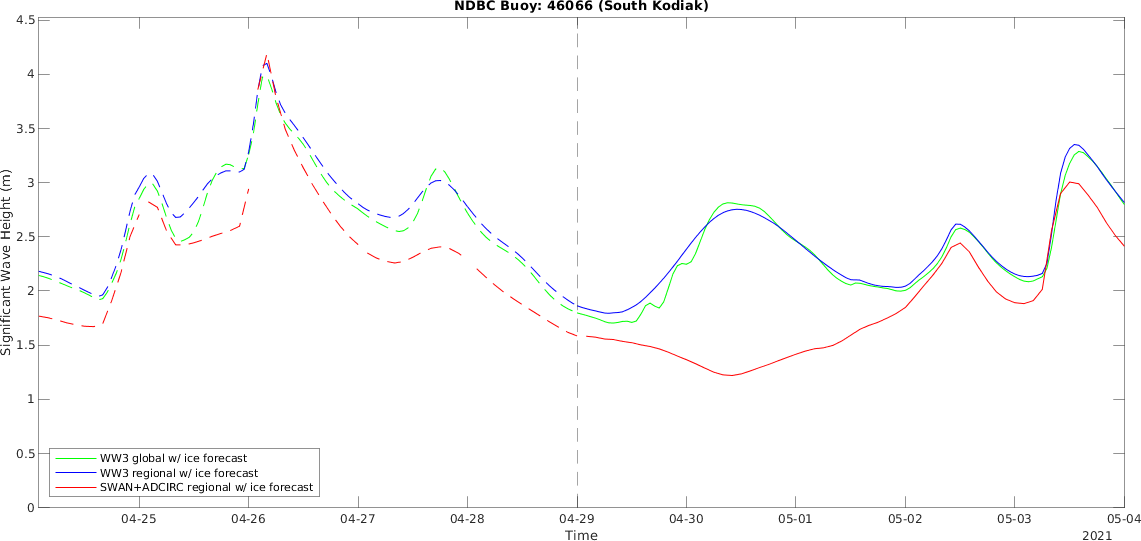 NDBC Buoy: 46066 (South Kodiak)
4.5
4
3.5
3
2.5
2
1.5
1
0.5
0
Significant Wave Height (m)
WW3 global w/ ice forecast
WW3 regional w/ ice forecast
SWAN+ADCIRC regional w/ ice forecast
04-25 04-26 04-27 04-28 04-29 04-30 05-01 05-02 05-03 05-04
Time
2021